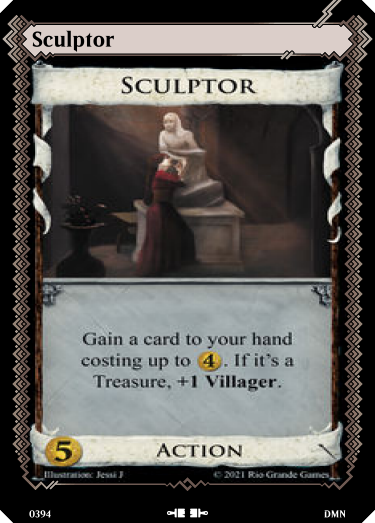 Sculptor
SCULPTOR
Gain a card to your hand
costing up to 4. If it's a
Treasure, +1 Villager.
5 ACTION
Illustration: Jessi J © 2021 Rio Grande Games
0394 DMN